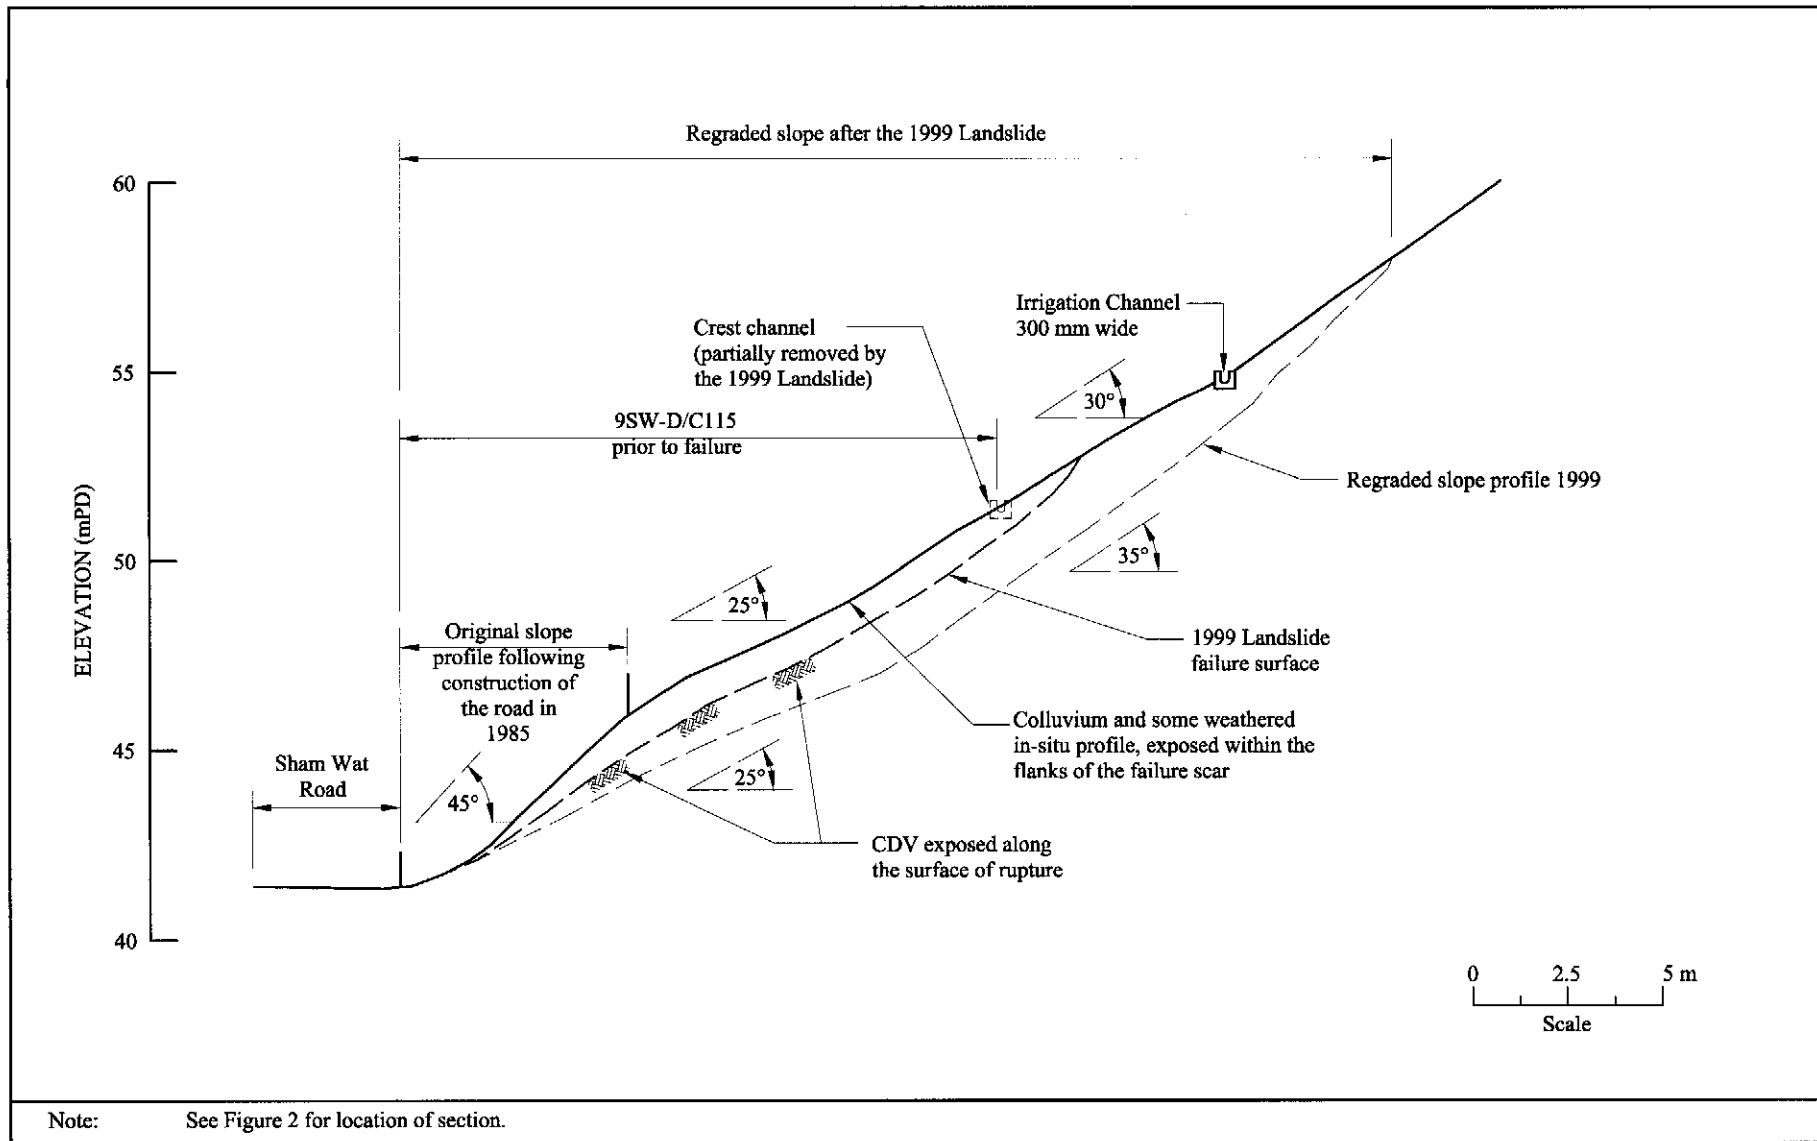 Regraded slope after the 1999 Landslide
60
Irrigation Channel
300 mm wide
Crest channel
(partially removed by
the 1999 Landslide)
55
30°
9SW-D/C115
prior to failure
Regraded slope profile 1999
ELEVATION (mPD)
50
35°
25°
Original slope
profile following
construction of
the road in
1985
1999 Landslide
failure surface
Colluvium and some weathered
in-situ profile, exposed within the
flanks of the failure scar
45
Sham Wat
Road
25°
45°
CDV exposed along
the surface of rupture
40
0 2.5 5 m
Scale
Note: See Figure 2 for location of section.